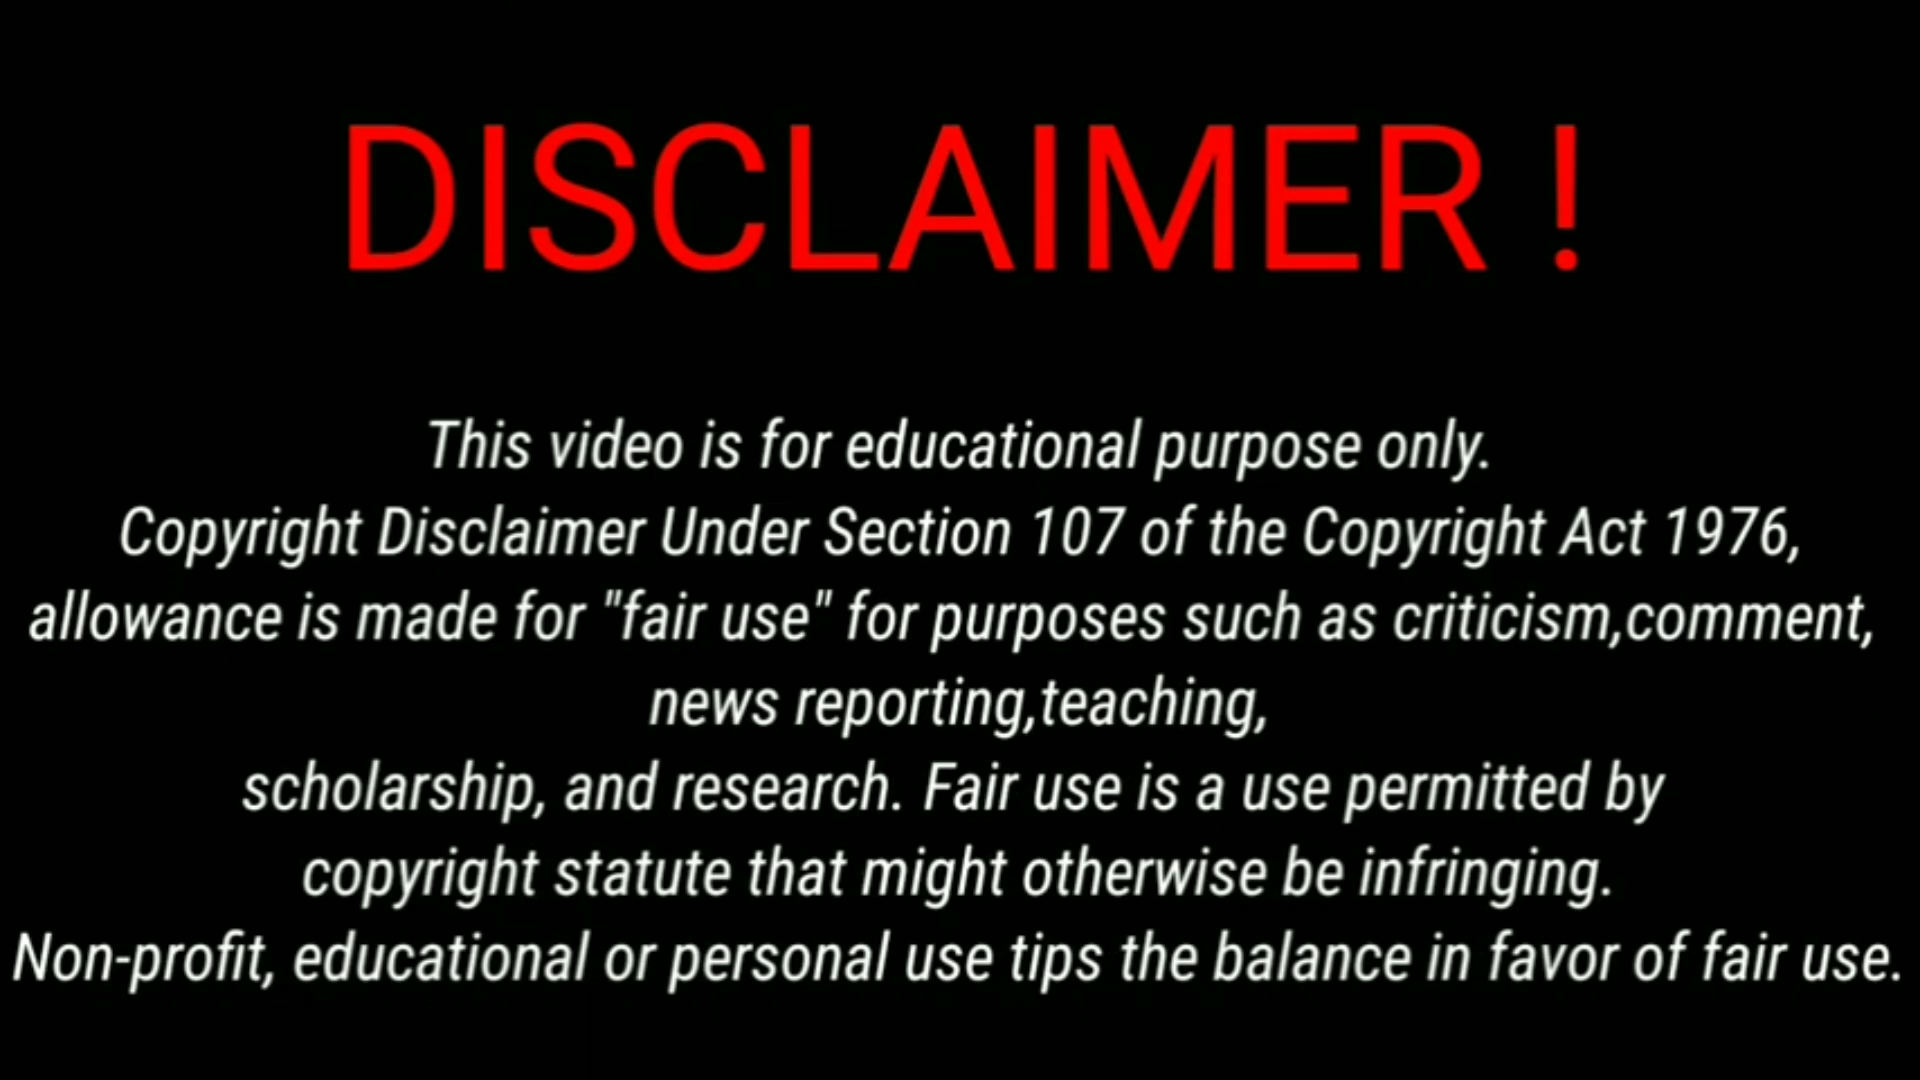 DISCLAIMER !
This video is for educational purpose only.
Copyright Disclaimer Under Section 107 of the Copyright Act 1976,
allowance is made for "fair use" for purposes such as criticism,comment,
news reporting,teaching,
scholarship, and research. Fair use is a use permitted by
copyright statute that might otherwise be infringing.
Non-profit, educational or personal use tips the balance in favor of fair use.